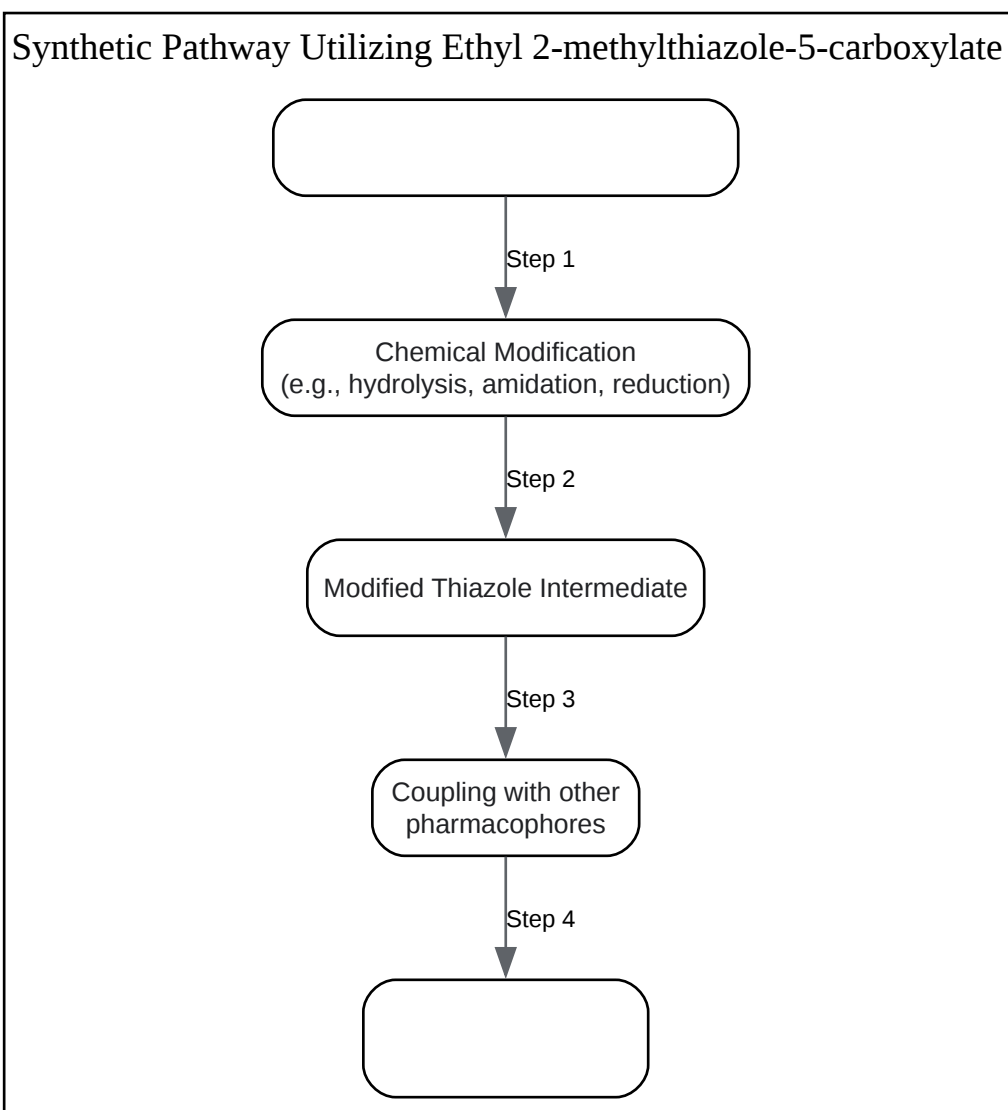 Synthetic Pathway Utilizing Ethyl 2-methylthiazole-5-carboxylate
Step 1
Chemical Modification
(e.g., hydrolysis, amidation, reduction)
Step 2
Modified Thiazole Intermediate
Step 3
Coupling with other
pharmacophores
Step 4